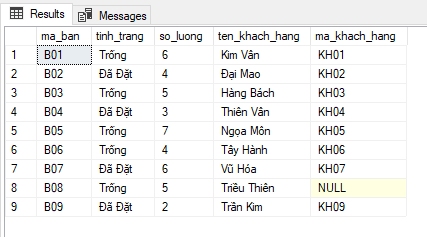 Results Messages
ma_ban tinh_trang so_luong ten_khach_hang ma_khach_hang
1 B01 Trống 6 Kim Vân KH01
2 B02 Đã Đặt 4 Đại Mao KH02
3 B03 Trống 5 Hàng Bách KH03
4 B04 Đã Đặt 3 Thiên Vân KH04
5 B05 Trống 7 Ngọa Môn KH05
6 B06 Trống 4 Tây Hành KH06
7 B07 Đã Đặt 6 Vũ Hóa KH07
8 B08 Trống 5 Triều Thiên NULL
9 B09 Đã Đặt 2 Trần Kim KH09